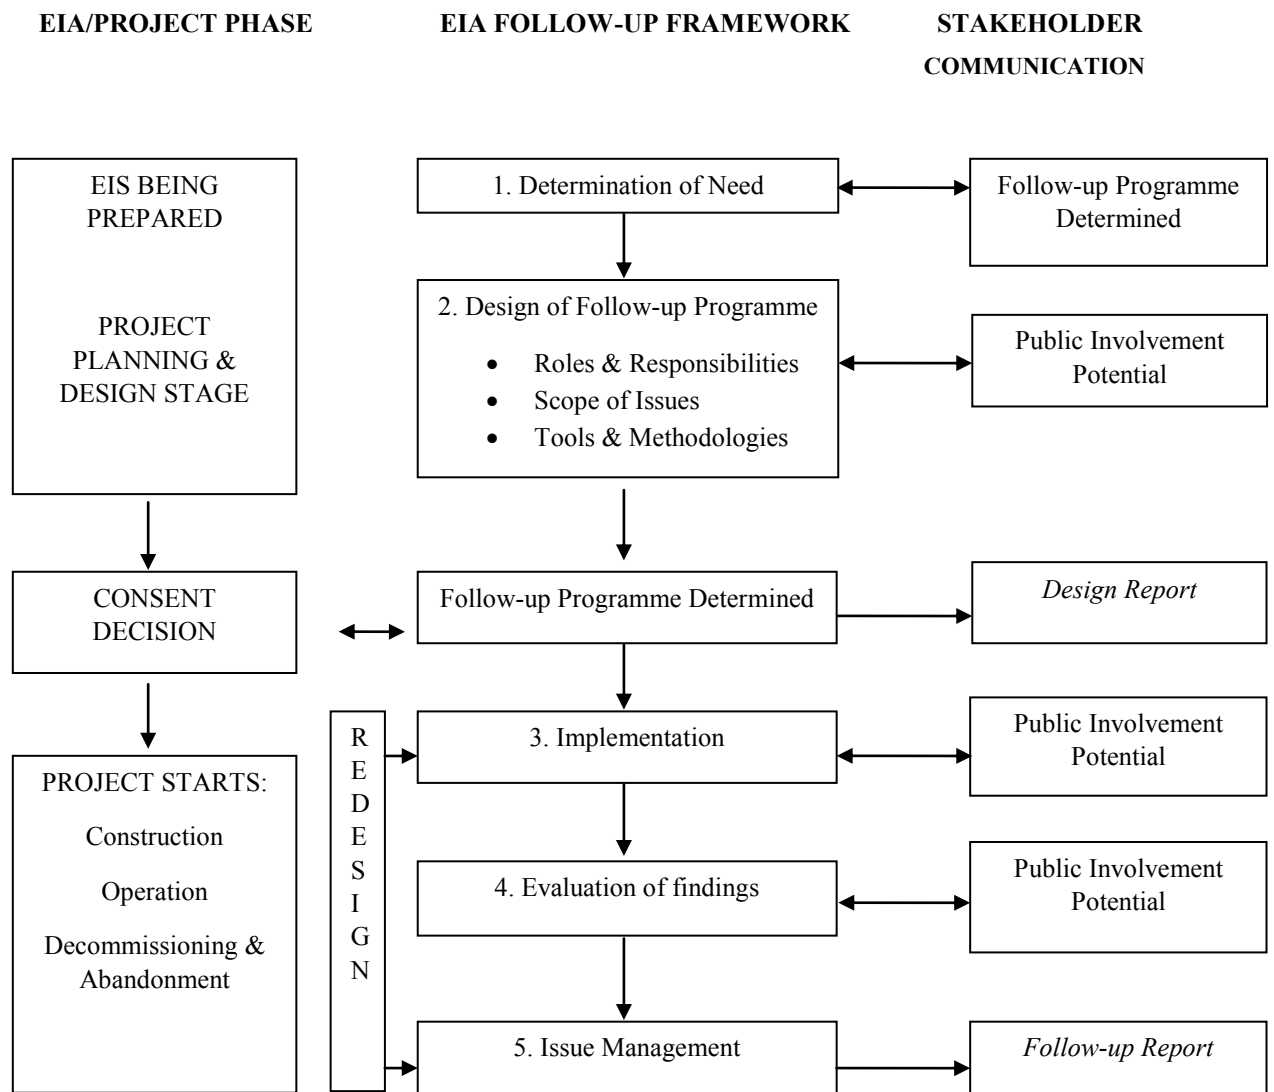 EIA/PROJECT PHASE
EIA FOLLOW-UP FRAMEWORK
STAKEHOLDER
COMMUNICATION
EIS BEING
PREPARED
PROJECT
PLANNING &
DESIGN STAGE
1. Determination of Need
Follow-up Programme
Determined
2. Design of Follow-up Programme
• Roles & Responsibilities
• Scope of Issues
• Tools & Methodologies
Public Involvement
Potential
CONSENT
DECISION
Follow-up Programme Determined
Design Report
PROJECT STARTS:
Construction
Operation
Decommissioning &
Abandonment
R
E
D
E
S
I
G
N
3. Implementation
Public Involvement
Potential
4. Evaluation of findings
Public Involvement
Potential
5. Issue Management
Follow-up Report